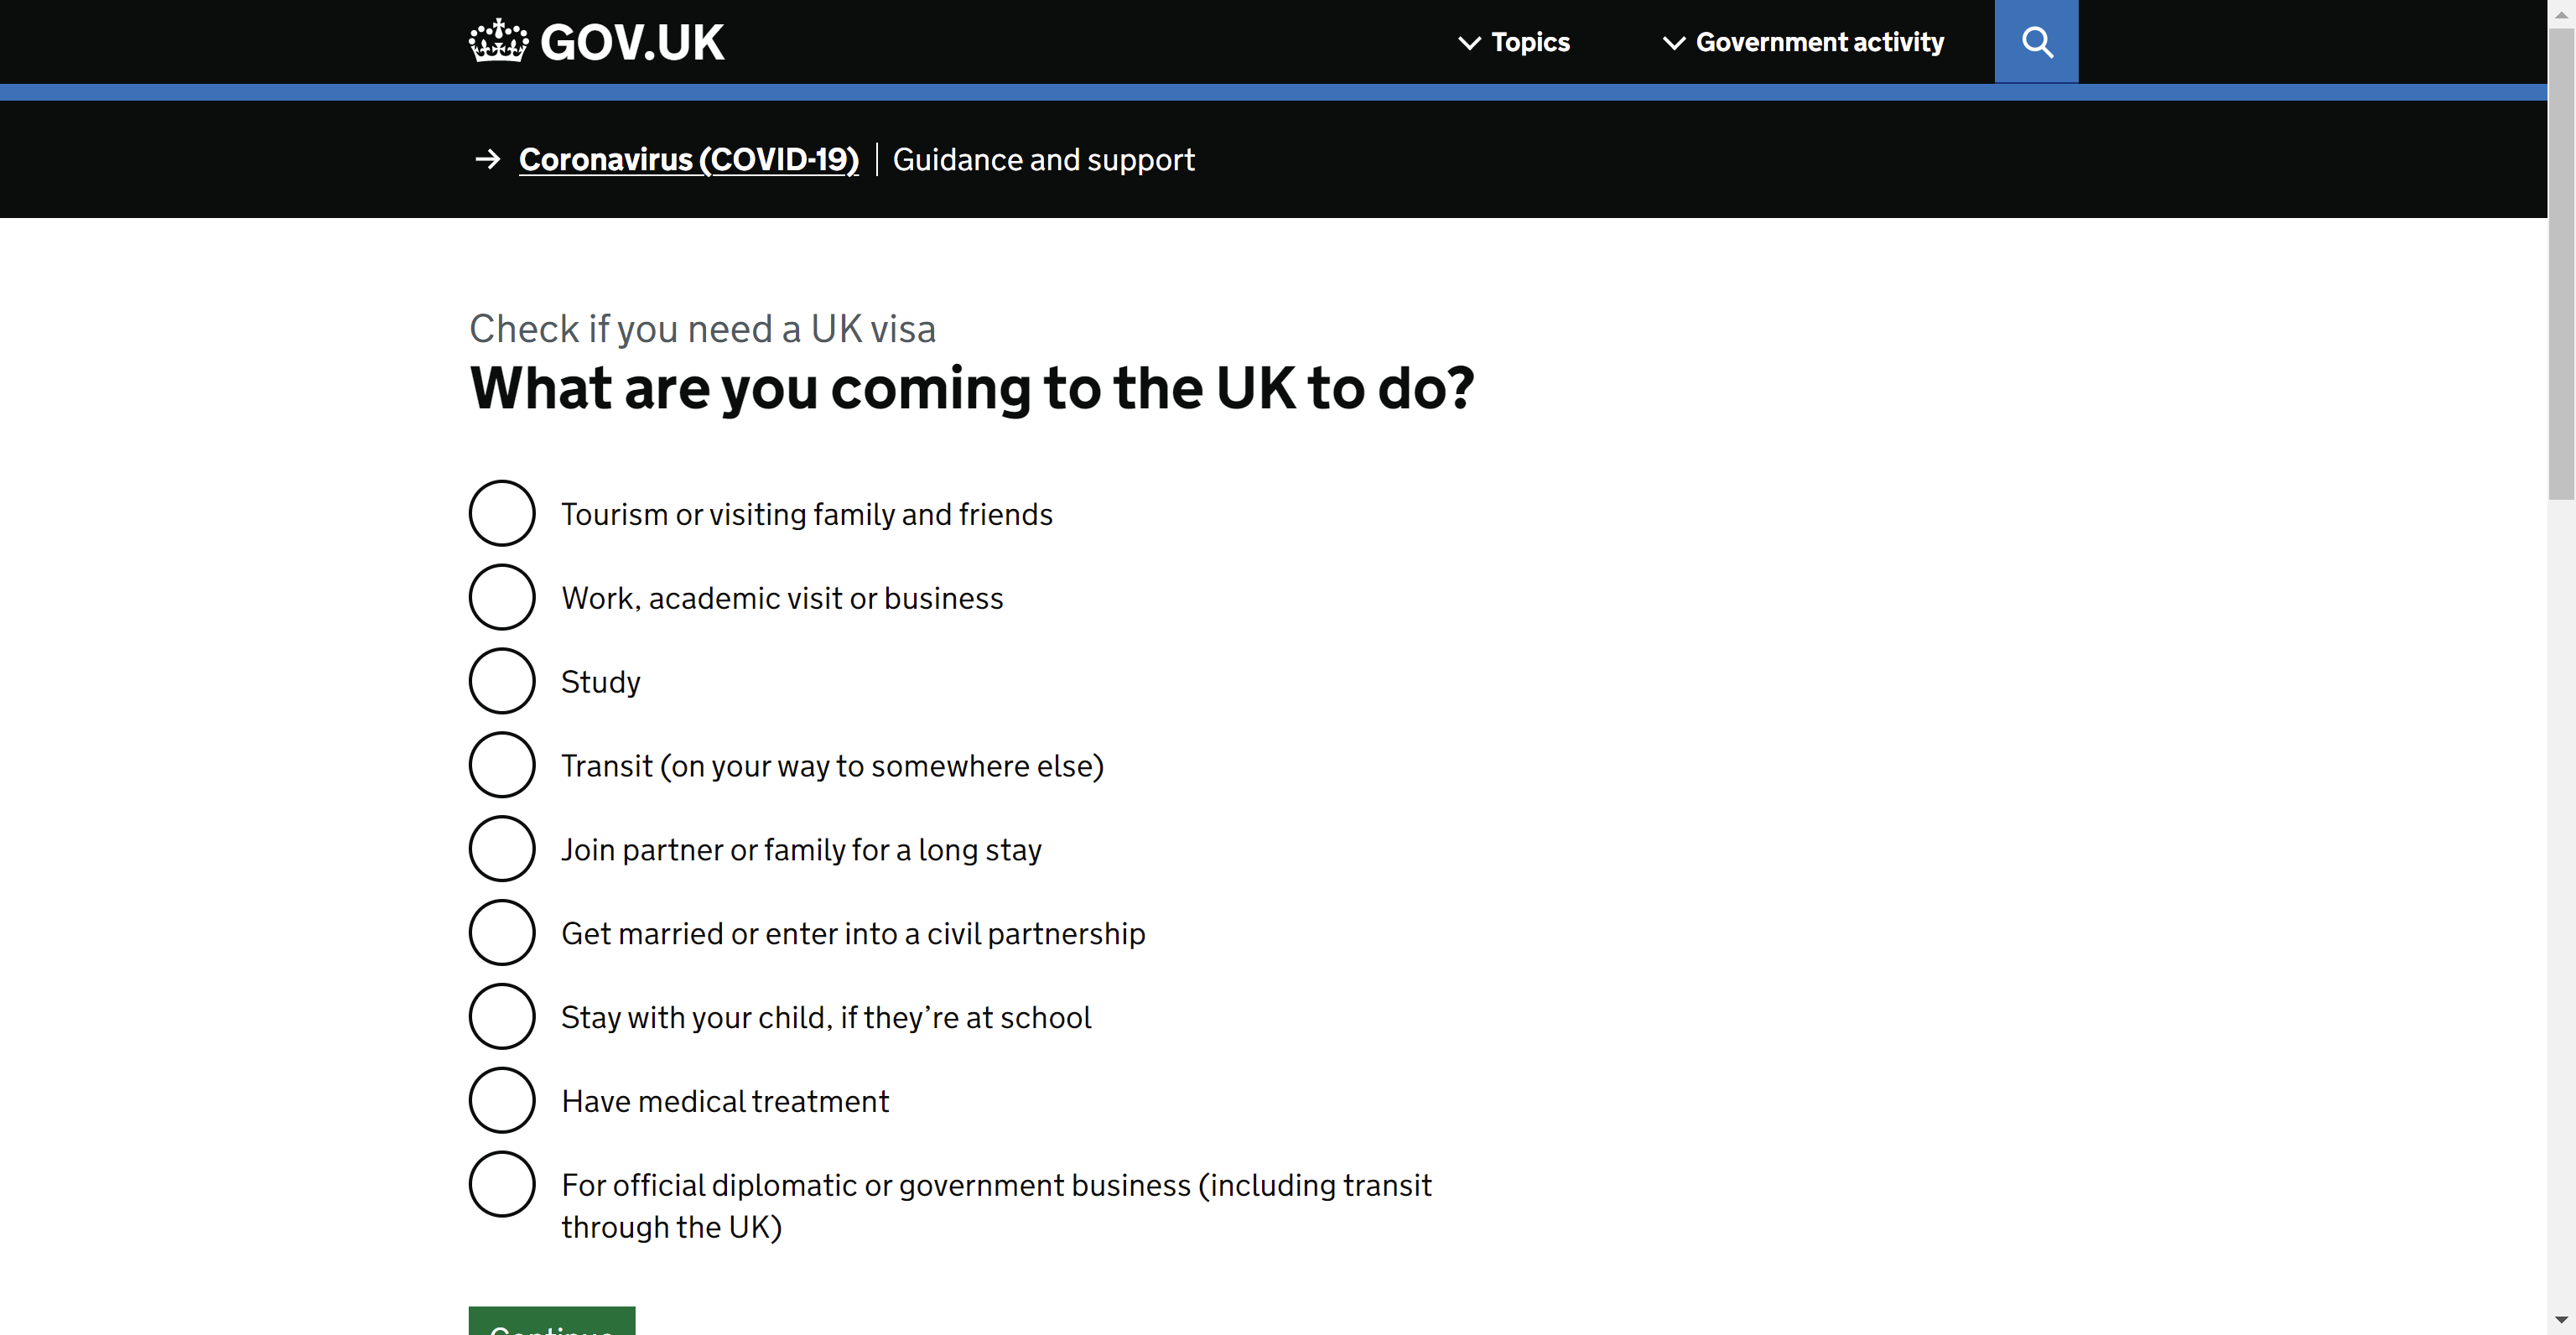 GOV.UK
Topics
Government activity
Coronavirus (COVID-19) Guidance and support
Check if you need a UK visa
What are you coming to the UK to do?
Tourism or visiting family and friends
Work, academic visit or business
Study
Transit (on your way to somewhere else)
Join partner or family for a long stay
Get married or enter into a civil partnership
Stay with your child, if they’re at school
Have medical treatment
For official diplomatic or government business (including transit
through the UK)
Continue